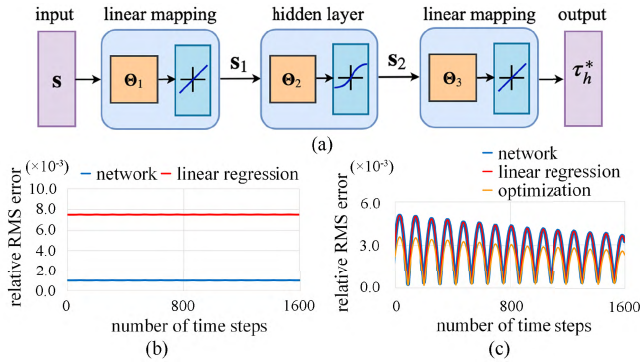 input linear mapping hidden layer linear mapping output
s Θ₁ s₁ Θ₂ s₂ Θ₃ τₕ*
(a)
(×10⁻³) network linear regression
relative RMS error
10.0
8.0
6.0
4.0
2.0
0.0
0 800 1600
number of time steps
(b)
network
linear regression
optimization
(×10⁻³)
relative RMS error
6.0
3.0
0.0
0 800 1600
number of time steps
(c)